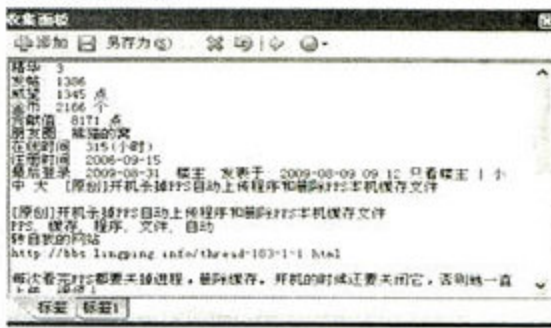 收集面板
添加 另存为(S)
精华 3
发帖 1386
威望 1345 点
金币 2166 个
贡献值 8171 点
朋友圈 熊猫的窝
在线时间 315(小时)
注册时间 2006-09-15
最后登录 2009-08-31 楼主 发表于 2009-08-09 09 12 只看楼主 | 小
中 大 [原创]开机杀掉PPS自动上传程序和删除PPS本机缓存文件
[原创]开机杀掉PPS自动上传程序和删除PPS本机缓存文件
PPS, 缓存, 程序, 文件, 自动
转自我的网站
http://bbs lingping info/thread-183-1-1 html
每次看完PPS都要关掉进程，删除缓存。开机的时候还要关闭它，否则她一直
标签 标签1